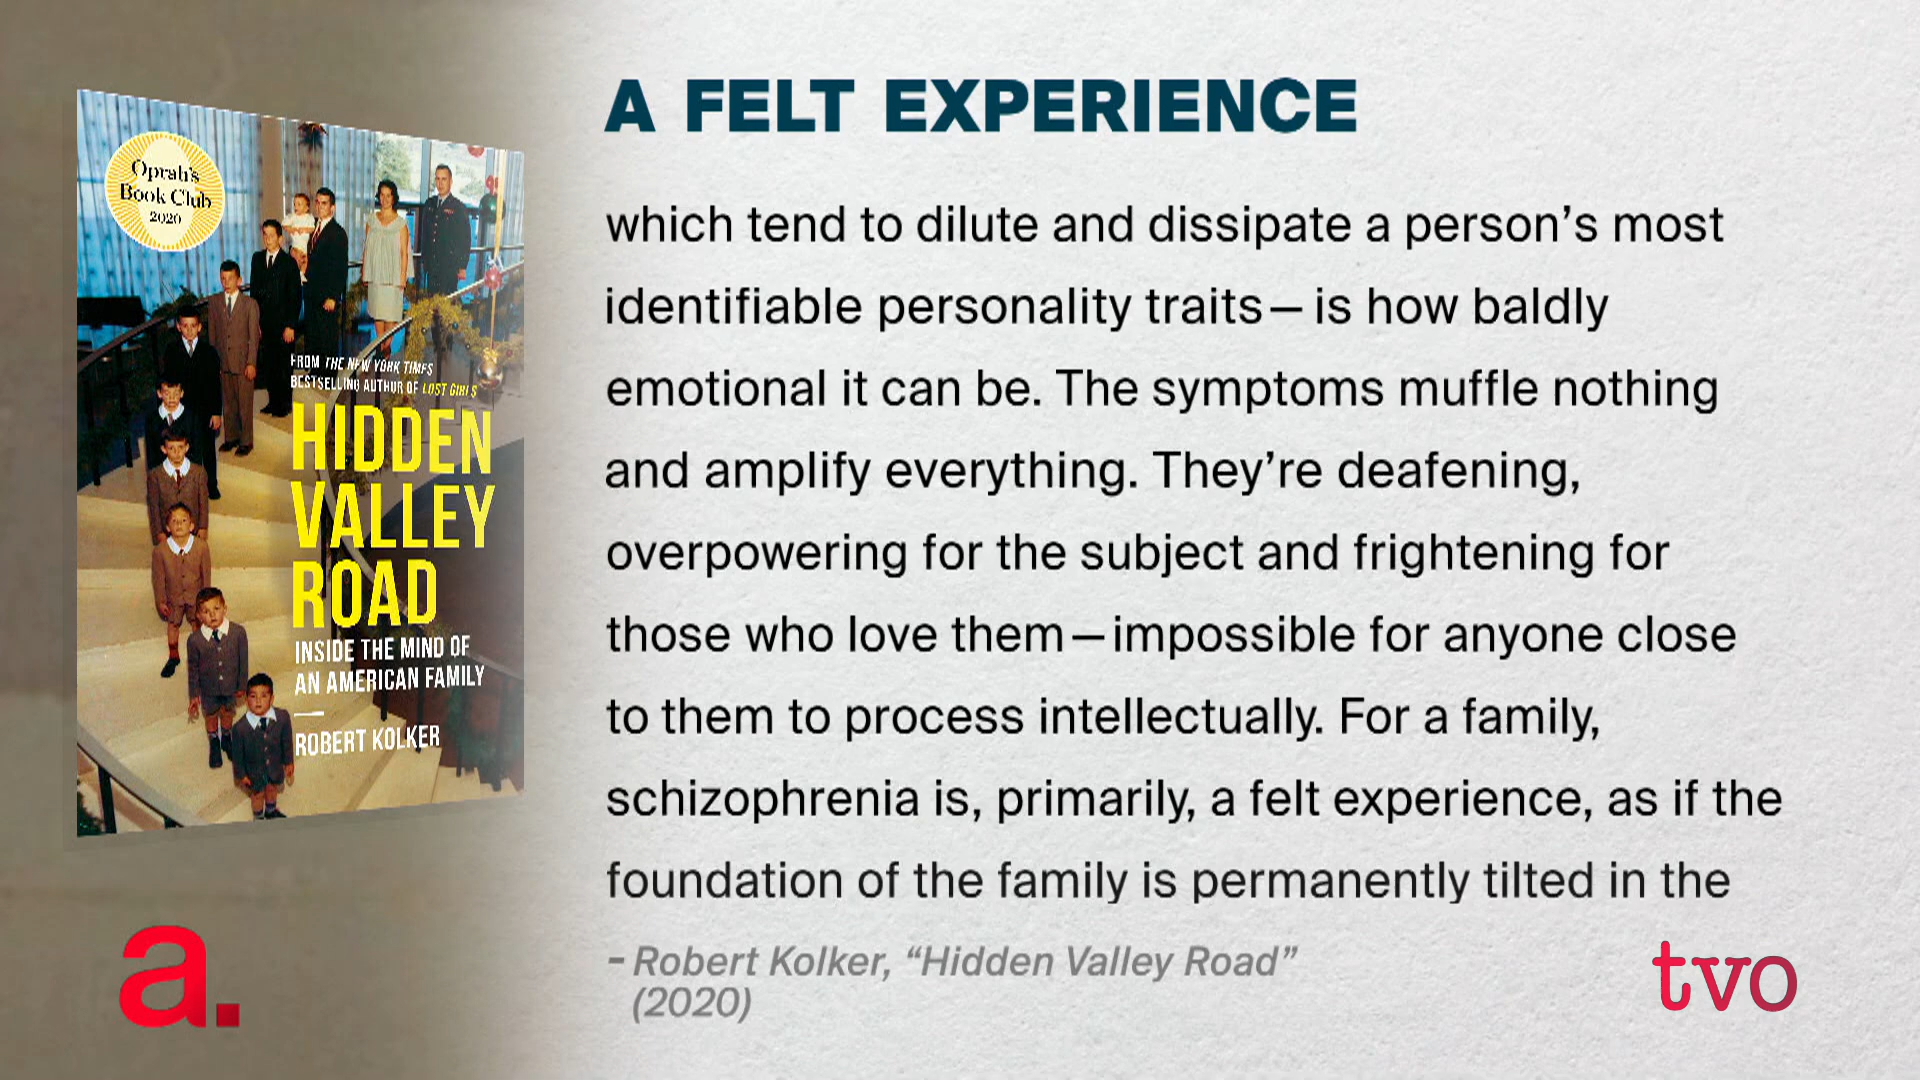 Oprah's
Book Club
2020
FROM THE NEW YORK TIMES
BESTSELLING AUTHOR OF LOST GIRLS
HIDDEN
VALLEY
ROAD
INSIDE THE MIND OF
AN AMERICAN FAMILY
ROBERT KOLKER
A FELT EXPERIENCE
which tend to dilute and dissipate a person’s most
identifiable personality traits—is how baldly
emotional it can be. The symptoms muffle nothing
and amplify everything. They’re deafening,
overpowering for the subject and frightening for
those who love them—impossible for anyone close
to them to process intellectually. For a family,
schizophrenia is, primarily, a felt experience, as if the
foundation of the family is permanently tilted in the
- Robert Kolker, “Hidden Valley Road”
(2020)
a.
tvo